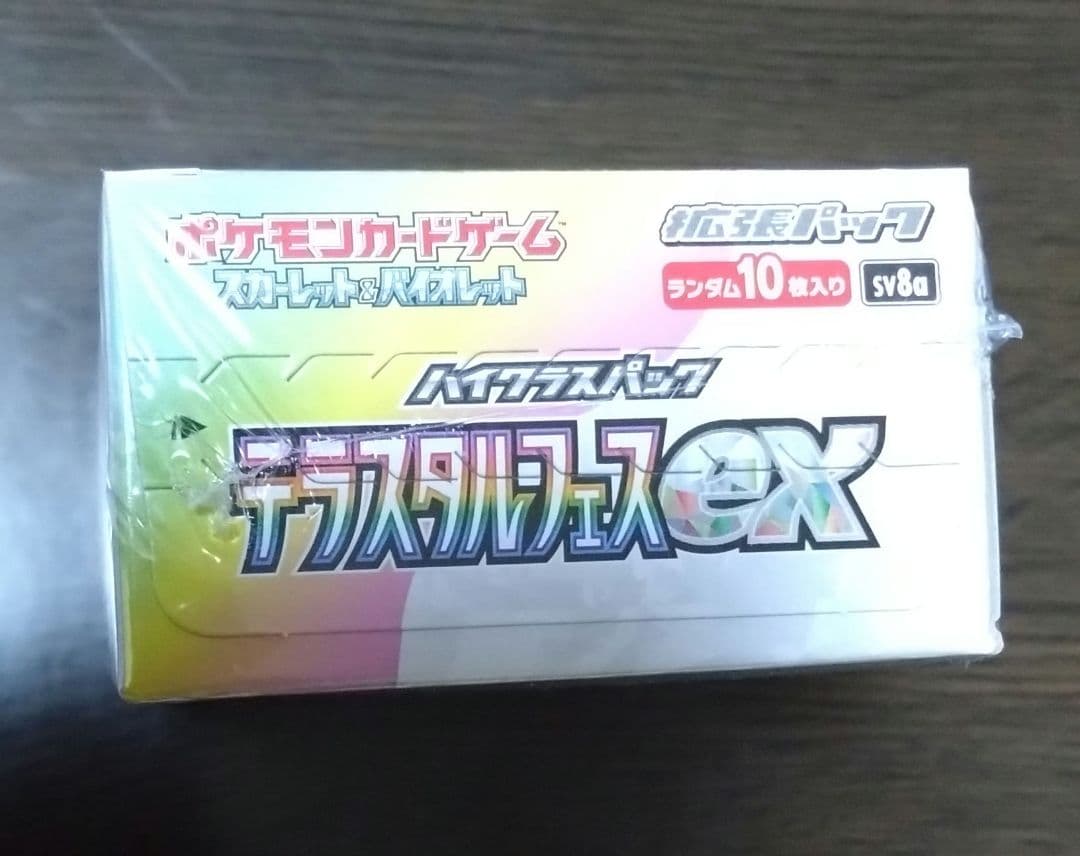 ポケモンカードゲーム™
スカーレット&バイオレット
拡張パック
ランダム10枚入り
SV8a
ハイクラスパック
テラスタルフェスex